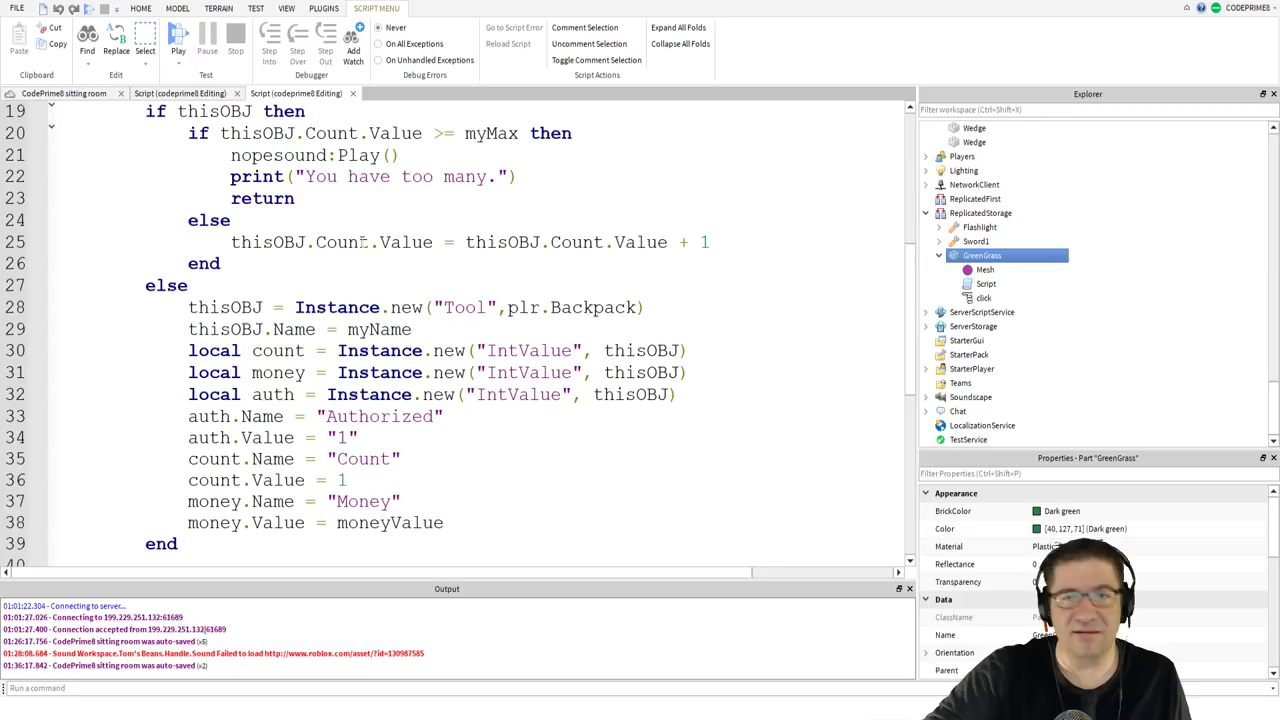 FILE HOME MODEL TERRAIN TEST VIEW PLUGINS SCRIPT MENU CODEPRIME8
Cut
Copy
Paste
Clipboard
Find Replace Select
Edit
Play Pause Stop
Test
Step Into Step Over Step Out Add Watch
Debugger
Never
On All Exceptions
On Unhandled Exceptions
Debug Errors
Go to Script Error
Reload Script
Comment Selection
Uncomment Selection
Toggle Comment Selection
Script Actions
Expand All Folds
Collapse All Folds
CodePrime8 sitting room Script (codeprime8 Editing) Script (codeprime8 Editing)
19 if thisOBJ then
20 if thisOBJ.Count.Value >= myMax then
21 nopesound:Play()
22 print("You have too many.")
23 return
24 else
25 thisOBJ.Count.Value = thisOBJ.Count.Value + 1
26 end
27 else
28 thisOBJ = Instance.new("Tool",plr.Backpack)
29 thisOBJ.Name = myName
30 local count = Instance.new("IntValue", thisOBJ)
31 local money = Instance.new("IntValue", thisOBJ)
32 local auth = Instance.new("IntValue", thisOBJ)
33 auth.Name = "Authorized"
34 auth.Value = "1"
35 count.Name = "Count"
36 count.Value = 1
37 money.Name = "Money"
38 money.Value = moneyValue
39 end
40
Explorer
Filter workspace (Ctrl+Shift+X)
Wedge
Wedge
Players
Lighting
NetworkClient
ReplicatedFirst
ReplicatedStorage
Flashlight
Sword1
GreenGrass
Mesh
Script
click
ServerScriptService
ServerStorage
StarterGui
StarterPack
StarterPlayer
Teams
Soundscape
Chat
LocalizationService
TestService
Properties - Part "GreenGrass"
Filter Properties (Ctrl+Shift+P)
Appearance
BrickColor Dark green
Color [40, 127, 71] (Dark green)
Material Plastic
Reflectance 0
Transparency 0
Data
ClassName
Name
Orientation
Parent
Output
01:01:22.304 - Connecting to server...
01:01:27.026 - Connecting to 199.229.251.132:61689
01:01:27.400 - Connection accepted from 199.229.251.132|61689
01:26:17.756 - CodePrime8 sitting room was auto-saved (x5)
01:28:08.684 - Sound Workspace.Tom's Beans.Handle.Sound Failed to load http://www.roblox.com/asset/?id=130987585
01:36:17.842 - CodePrime8 sitting room was auto-saved (x2)
Run a command